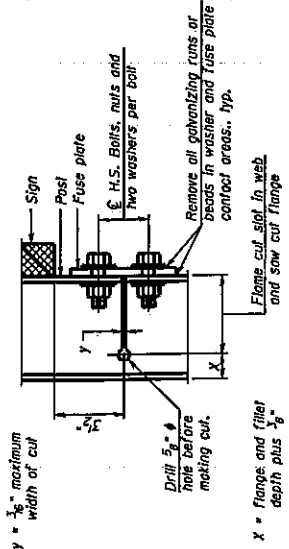 y = 3/16" maximum
width of cut
Sign
Post
Fuse plate
3½"
y
℄ H.S. Bolts, nuts and
two washers per bolt
Drill 5/8" ϕ
hole before
making cut.
X
Remove all galvanizing runs or
beads in washer and fuse plate
contact areas., typ.
Flame cut slot in web
and saw cut flange
X = flange and fillet
depth plus 3/8"